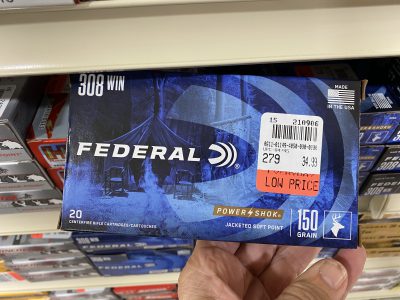 308 WIN
MADE
IN THE USA
15 210906
279 34.99
LOW PRICE
FEDERAL
POWER SHOK
JACKETED SOFT POINT
150
GRAIN
20
CENTERFIRE RIFLE CARTRIDGES/CARTOUCHES